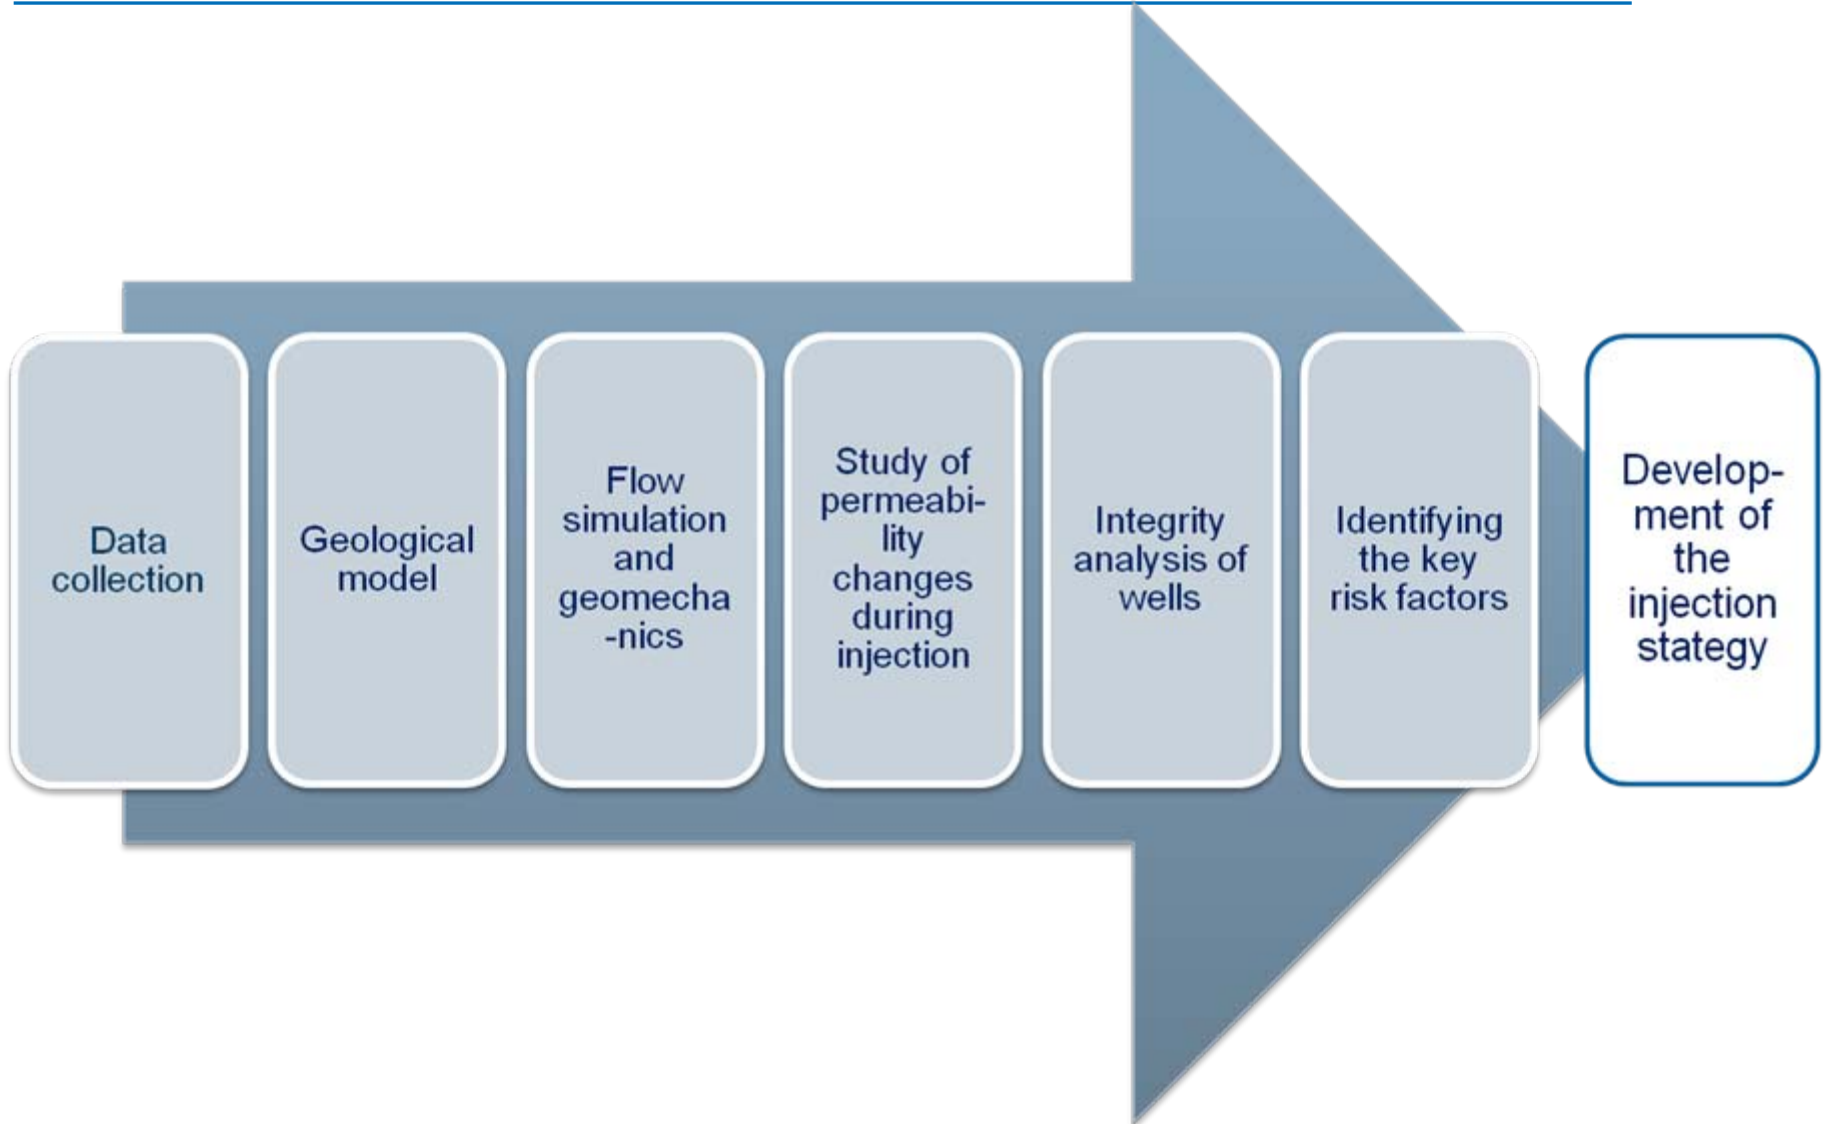 Data
collection
Geological
model
Flow
simulation
and
geomecha
-nics
Study of
permeabi-
lity
changes
during
injection
Integrity
analysis of
wells
Identifying
the key
risk factors
Develop-
ment of
the
injection
stategy